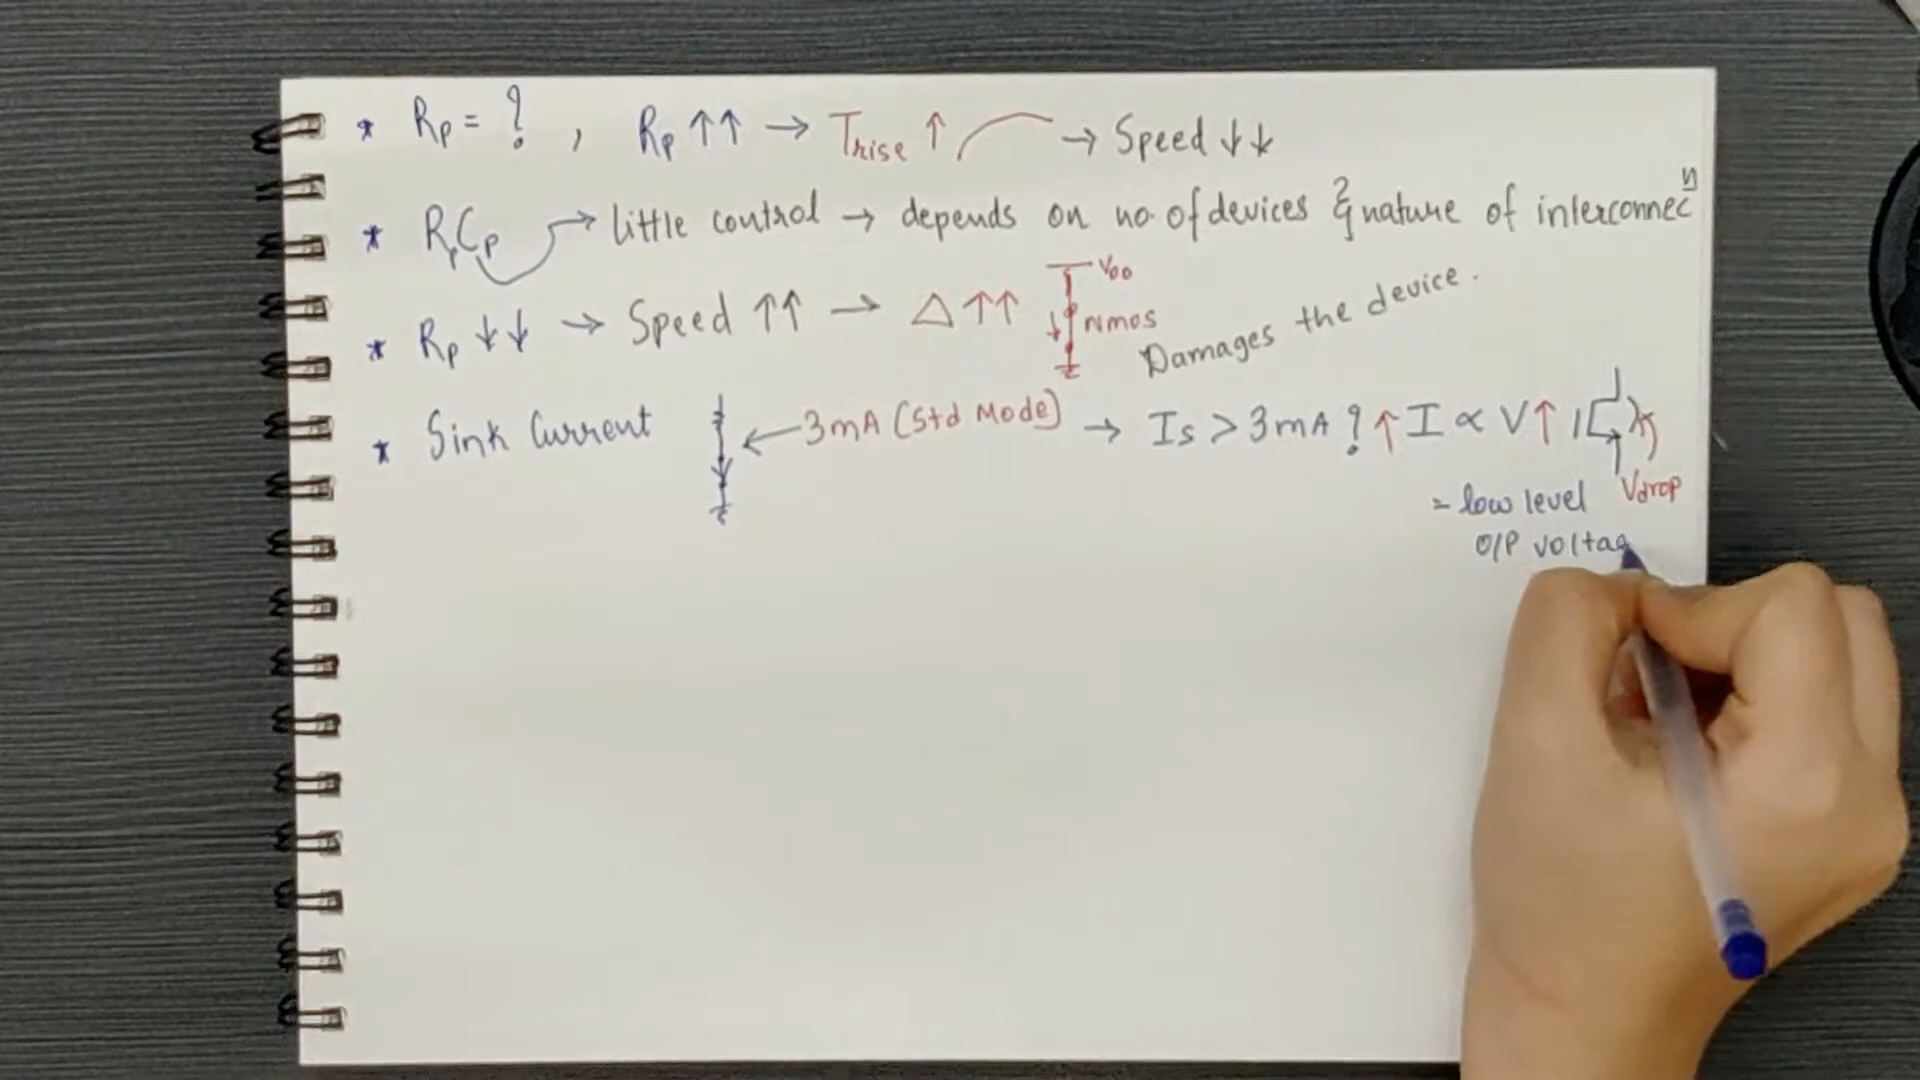 * Rp = ? , Rp ↑↑ → Trise ↑ → Speed ↓↓
* RpCp → little control → depends on no. of devices & nature of interconnecⁿ
* Rp ↓↓ → Speed ↑↑ → △ ↑↑ VDD
NMOS
Damages the device.
* Sink Current ← 3mA (Std Mode) → Is > 3mA ? ↑ I ∝ V ↑
Vdrop
= low level
O/P voltag